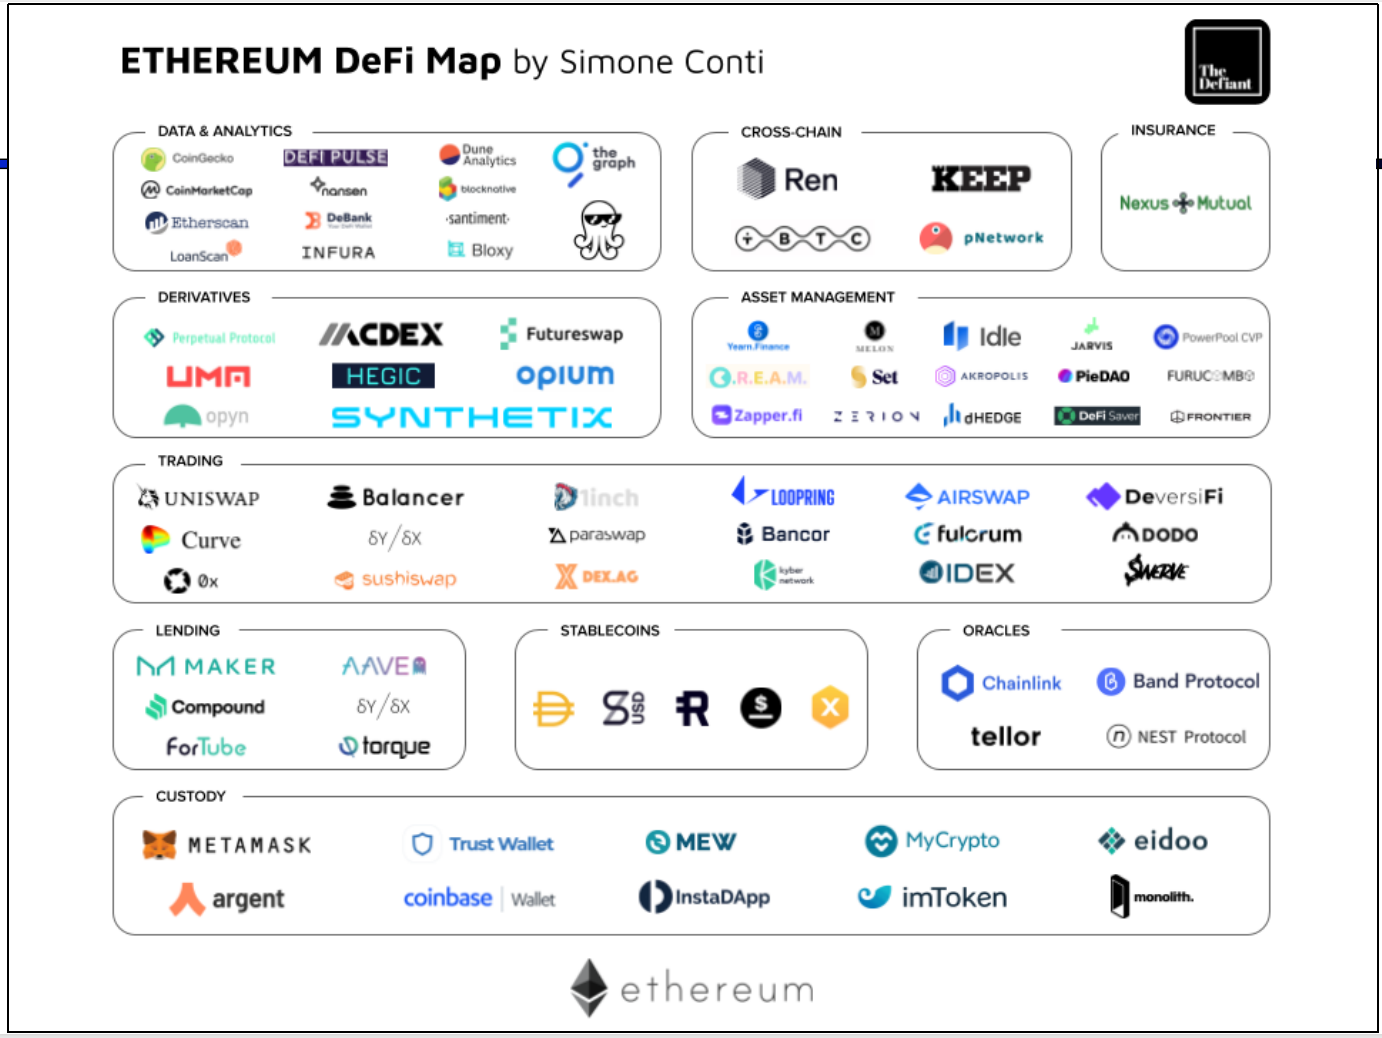 ETHEREUM DeFi Map by Simone Conti
The
Defiant
DATA & ANALYTICS
CoinGecko
DEFI PULSE
Dune
Analytics
the
graph
CoinMarketCap
nansen
blocknative
Etherscan
DeBank
Your DeFi Wallet
·santiment·
LoanScan
INFURA
Bloxy
CROSS-CHAIN
Ren
KEEP
TBTC
pNetwork
INSURANCE
Nexus Mutual
DERIVATIVES
Perpetual Protocol
MCDEX
Futureswap
UMA
HEGIC
opium
opyn
SYNTHETIX
ASSET MANAGEMENT
Yearn.Finance
M
MELON
Idle
JARVIS
PowerPool CVP
C.R.E.A.M.
Set
AKROPOLIS
PieDAO
FURUCOMBO
Zapper.fi
ZERION
dHEDGE
DeFi Saver
FRONTIER
TRADING
UNISWAP
Balancer
1inch
LOOPRING
AIRSWAP
DeversiFi
Curve
δY/δX
paraswap
Bancor
fulcrum
DODO
0x
sushiswap
DEX.AG
kyber
network
IDEX
SWERVE
LENDING
MAKER
AAVE
Compound
δY/δX
ForTube
torque
STABLECOINS
S USD
R
$
X
ORACLES
Chainlink
Band Protocol
tellor
n NEST Protocol
CUSTODY
METAMASK
Trust Wallet
MEW
MyCrypto
eidoo
argent
coinbase | Wallet
InstaDApp
imToken
monolith.
ethereum